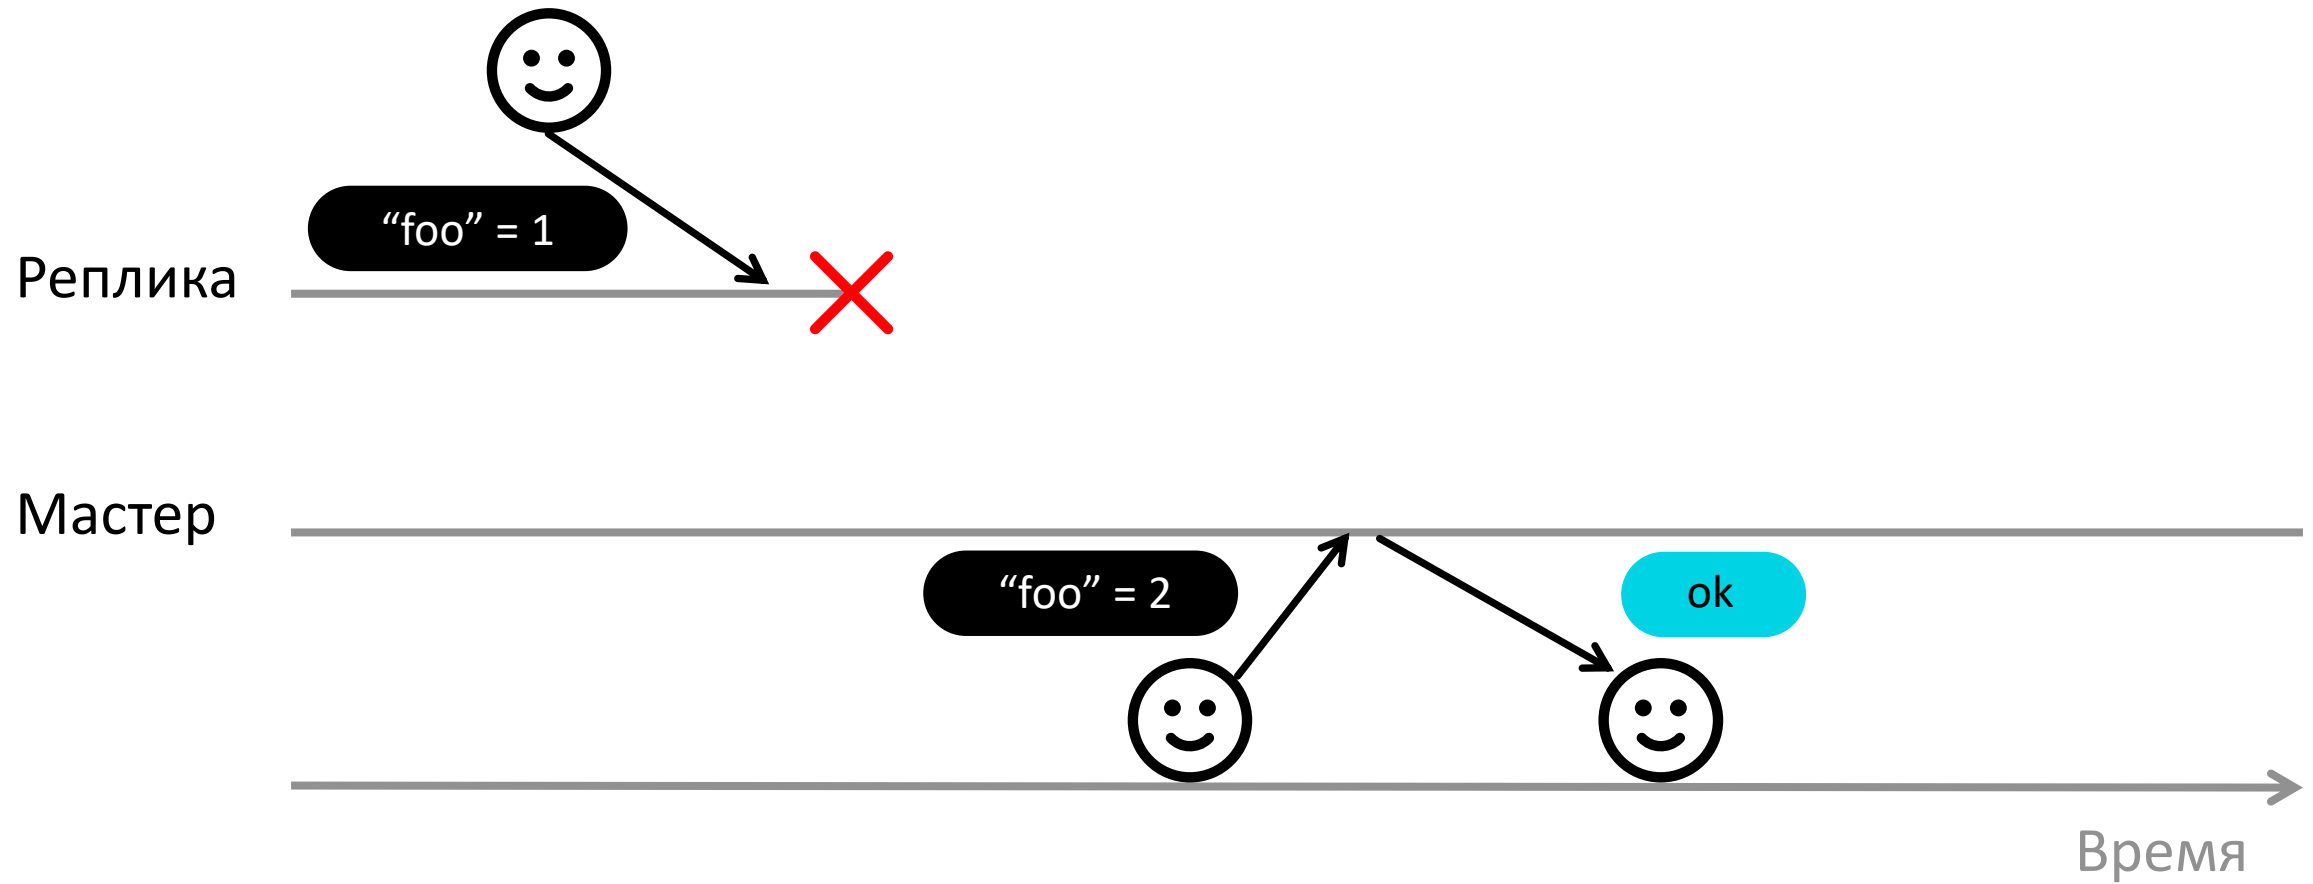 “foo” = 1
Реплика
Мастер
“foo” = 2
ok
Время